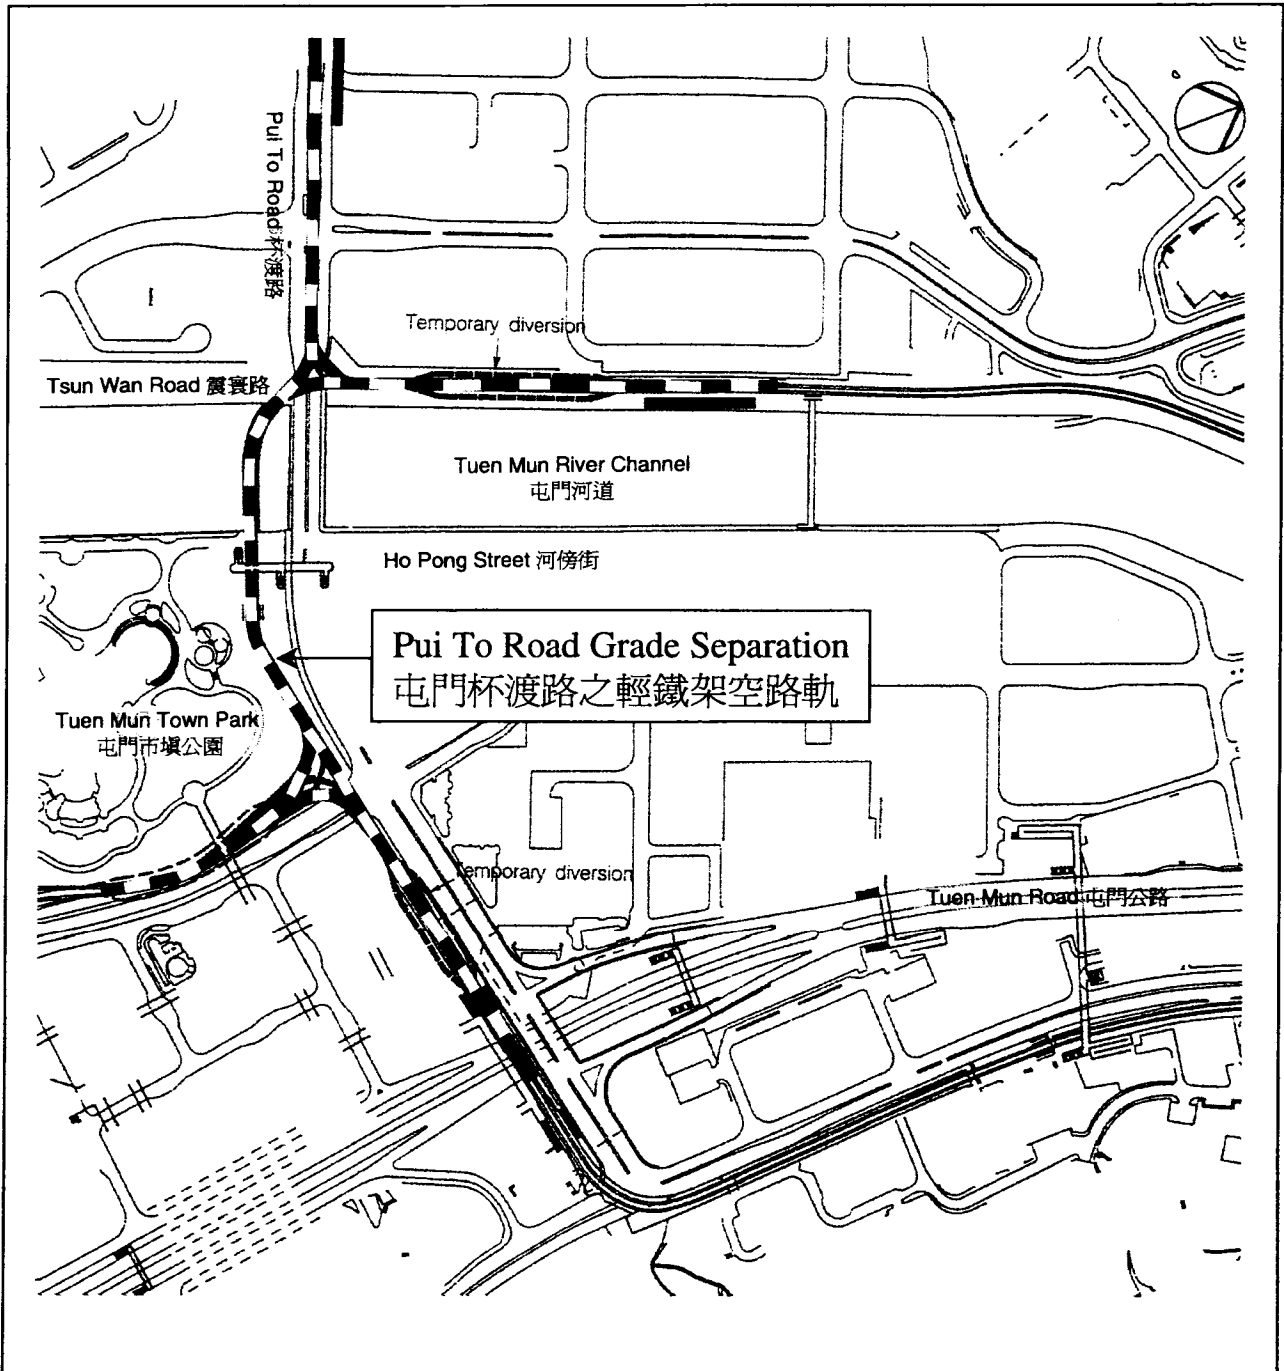 Pui To Road 杯渡路
Temporary diversion
Tsun Wan Road 震寰路
Tuen Mun River Channel
屯門河道
Ho Pong Street 河傍街
Pui To Road Grade Separation
屯門杯渡路之輕鐵架空路軌
Tuen Mun Town Park
屯門市塡公園
Temporary diversion
Tuen Mun Road 屯門公路